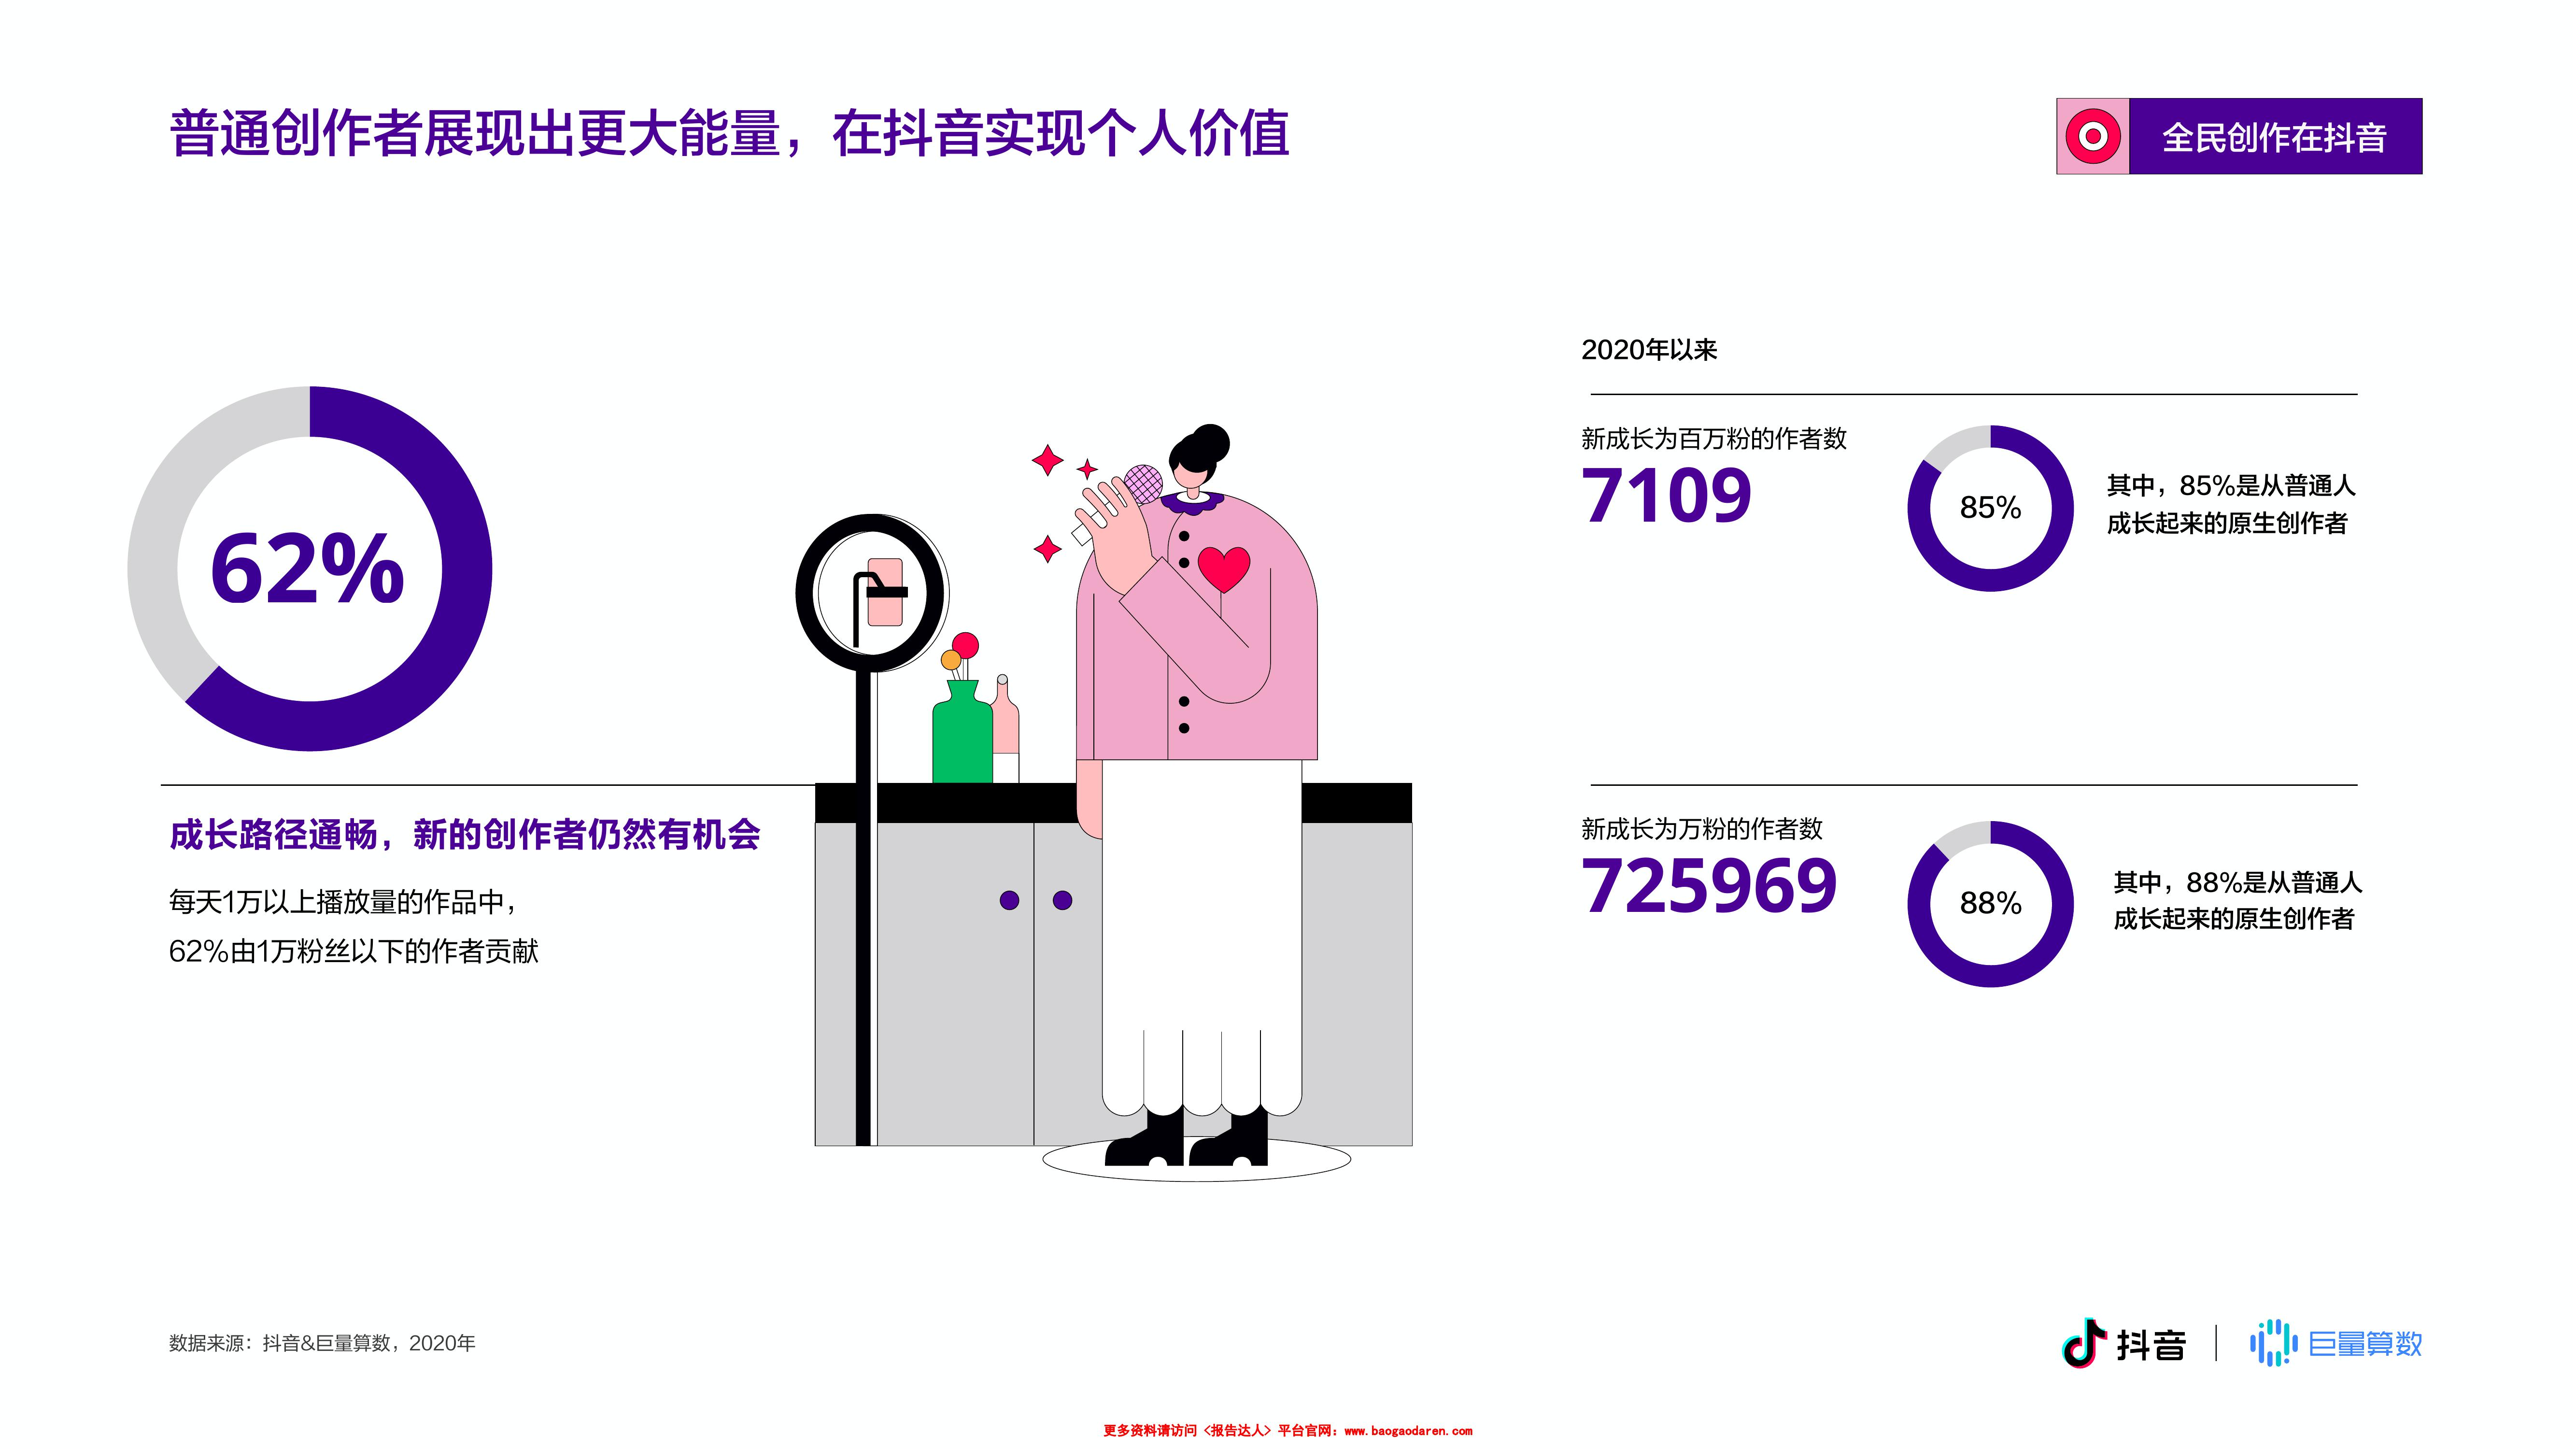 普通创作者展现出更大能量，在抖音实现个人价值
全民创作在抖音
62%
成长路径通畅，新的创作者仍然有机会
每天1万以上播放量的作品中，
62%由1万粉丝以下的作者贡献
2020年以来
新成长为百万粉的作者数
7109
85%
其中，85%是从普通人
成长起来的原生创作者
新成长为万粉的作者数
725969
88%
其中，88%是从普通人
成长起来的原生创作者
数据来源：抖音&巨量算数，2020年
抖音
巨量算数
更多资料请访问《报告达人》平台官网：www.baogaodaren.com